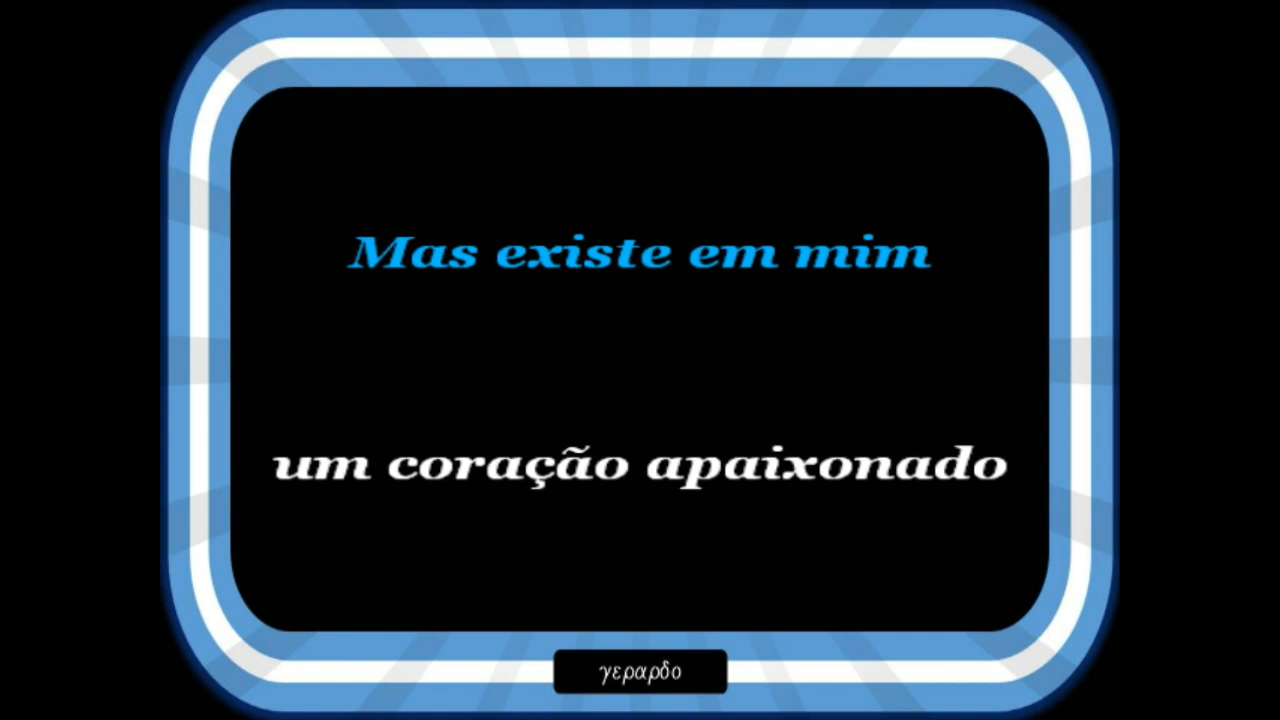 Mas existe em mim
um coração apaixonado
γεραρδο